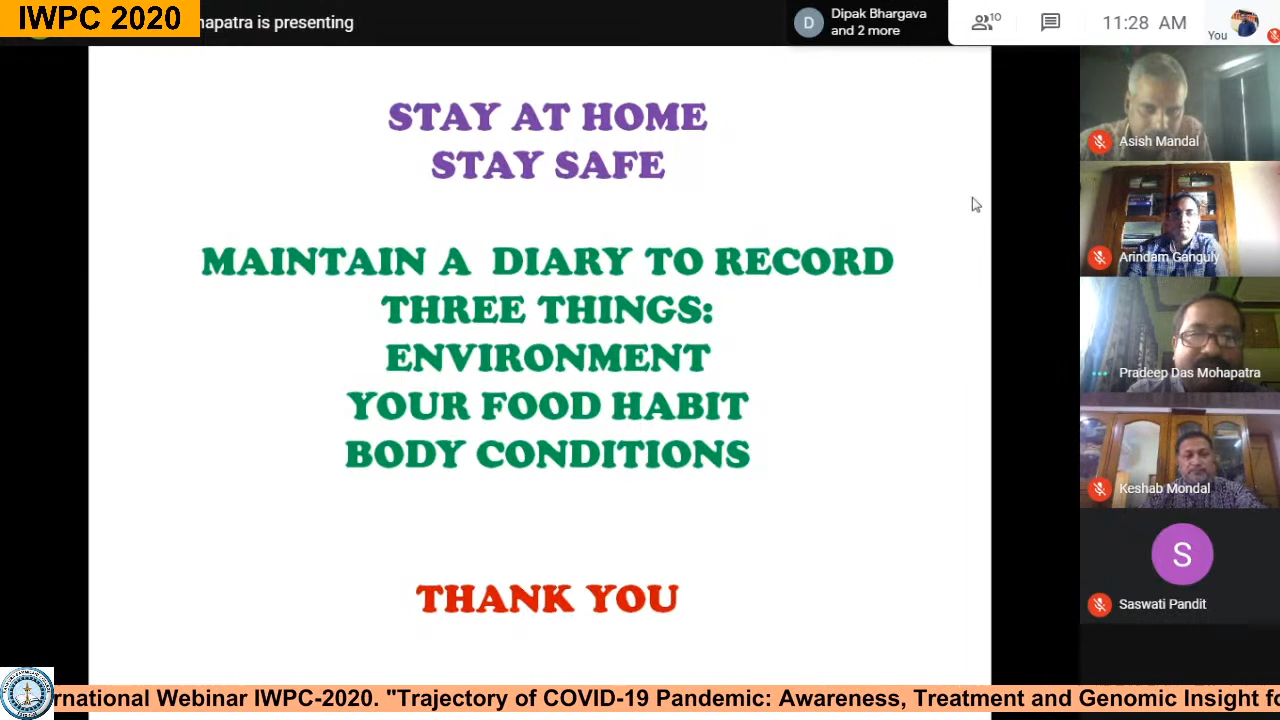 IWPC 2020
hapatra is presenting
D
Dipak Bhargava
and 2 more
10
11:28 AM
You
STAY AT HOME
STAY SAFE
MAINTAIN A DIARY TO RECORD
THREE THINGS:
ENVIRONMENT
YOUR FOOD HABIT
BODY CONDITIONS
THANK YOU
Asish Mandal
Arindam Ganguly
Pradeep Das Mohapatra
Keshab Mondal
S
Saswati Pandit
rnational Webinar IWPC-2020. "Trajectory of COVID-19 Pandemic: Awareness, Treatment and Genomic Insight fo